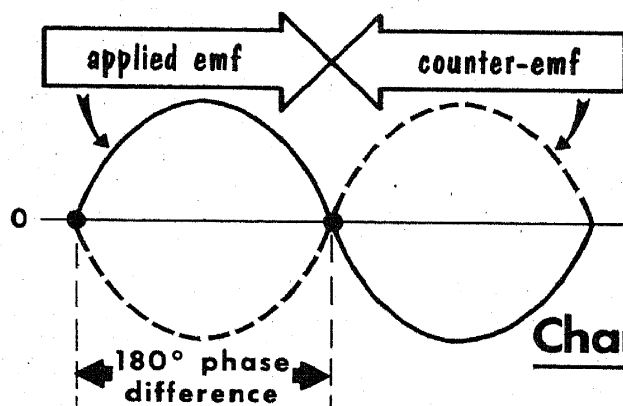 applied emf
counter-emf
0
180° phase
difference